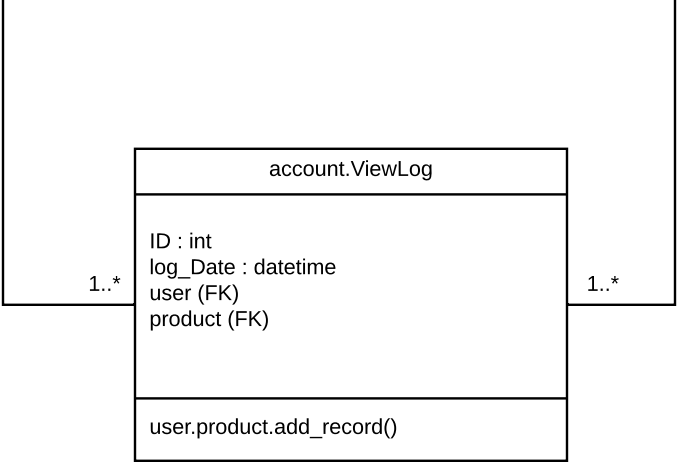 account.ViewLog
ID : int
log_Date : datetime
1..*
1..*
user (FK)
product (FK)
user.product.add_record()